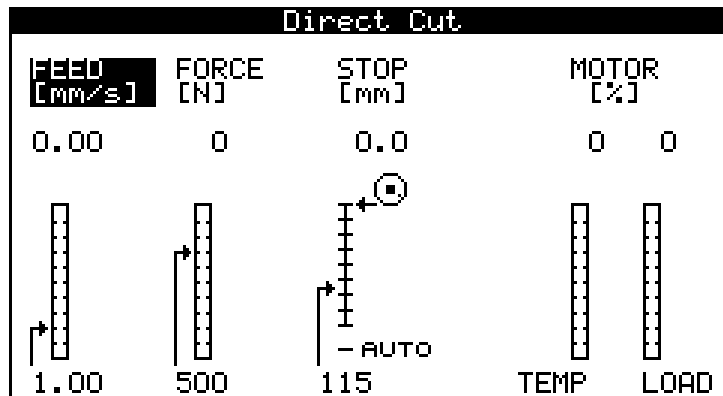 Direct Cut
FEED FORCE STOP MOTOR
[mm/s] [N] [mm] [%]
0.00 0 0.0 0 0
AUTO
1.00 500 115 TEMP LOAD